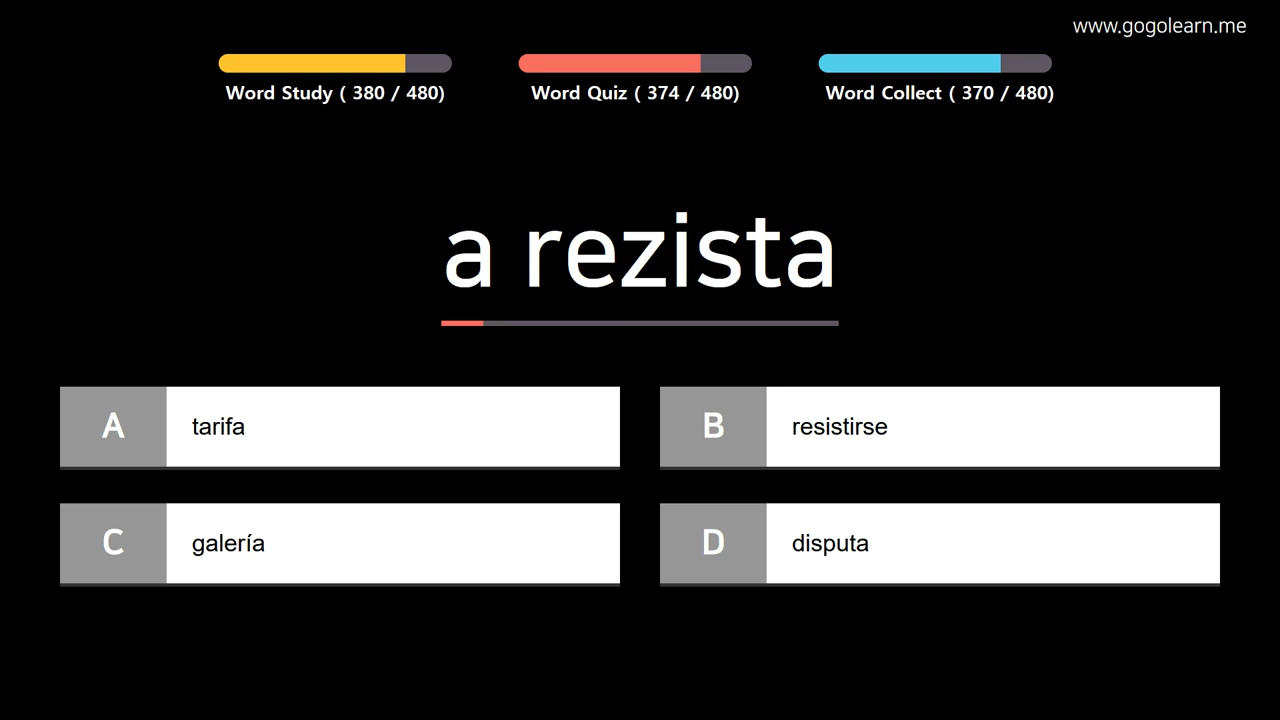 www.gogolearn.me
Word Study ( 380 / 480)
Word Quiz ( 374 / 480)
Word Collect ( 370 / 480)
a rezista
A tarifa
B resistirse
C galería
D disputa